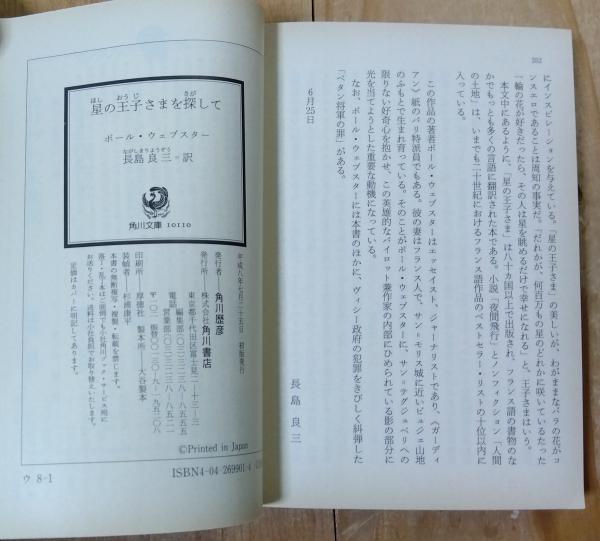 202
にインスピレーションを与えている。「星の王子さま」の美しいが、わがままなバラの花がコ
ンスエロであることは周知の事実だ。「だれかが、何百万もの星のどれかに咲いているたった
一輪の花が好きだったら、その人は星を眺めるだけで幸せになれる」と、王子さまはいう。
本文中にあるように、「星の王子さま」は八十カ国以上で出版され、フランス語の書物のな
かでもっとも多くの言語に翻訳された本である。小説「夜間飛行」とノンフィクション「人間
の土地」は、いまでも二十世紀におけるフランス語作品のベストセラー・リストの十位以内に
入っている。
この作品の著者ポール・ウェブスターはエッセイスト、ジャーナリストであり、〈ガーディ
アン〉紙のパリ特派員でもある。彼の妻はフランス人で、サン・モリス城に近いビュジェ山地
のふもとで生まれ育っている。そのことがポール・ウェブスターに、サン=テグジュペリへの
限りない好奇心を抱かせ、この英雄的なパイロット兼作家の内部にひめられている影の部分に
光を当てようとした重要な動機になっている。
なお、ポール・ウェブスターには本書のほかに、ヴィシー政府の犯罪をきびしく糾弾した
「ペタン将軍の罪」がある。
6月25日
長島良三
星の王子さまを探して
ほし おうじ さが
ポール・ウェブスター
長島良三=訳
ながしまりょうぞう
角川文庫 10110
平成八年七月二十五日 初版発行
発行者──角川歴彦
発行所──株式会社角川書店
東京都千代田区富士見二─十三─三
電話 編集部〇三─三二三八─八五五五
営業部〇三─三二三八─八五二一
〒一〇二 振替〇〇一三〇─九─一九五二〇八
印刷所──厚徳社 製本所──大谷製本
装幀者──杉浦康平
本書の無断複写・複製・転載を禁じます。
落丁・乱丁本はご面倒でも小社角川ブック・サービス宛に
お送りください。送料は小社負担でお取り替えいたします。
定価はカバーに明記してあります。
©Printed in Japan
ウ 8-1
ISBN4-04-269901-4